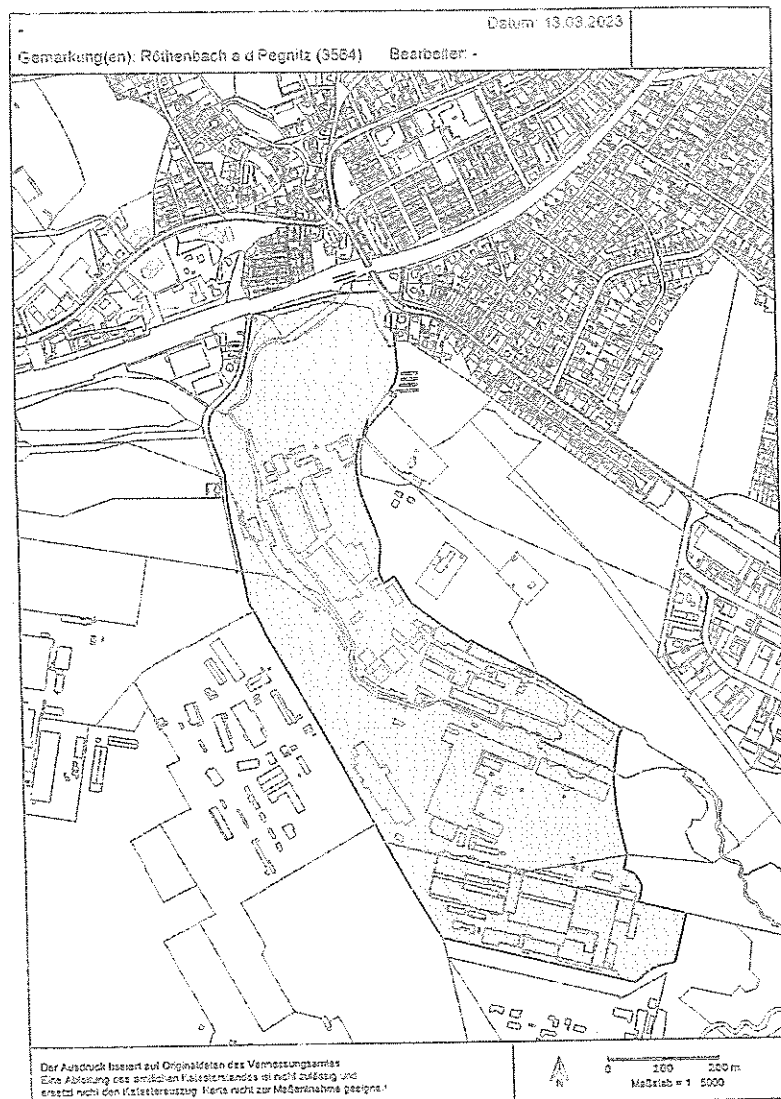 -
Datum: 13.03.2023
Gemarkung(en): Röthenbach a d Pegnitz (3564) Bearbeiter: -
Der Ausdruck basiert auf Originaldaten des Vermessungsamtes
Eine Ableitung des amtlichen Katasterstandes ist nicht zulässig und
ersetzt nicht den Katasterauszug. Karte nicht zur Maßentnahme geeignet
N
0 100 200 m
Maßstab = 1 : 5000